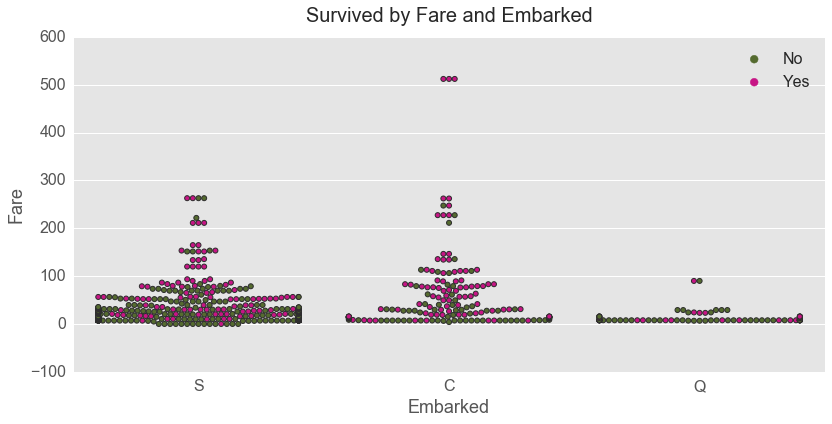 Survived by Fare and Embarked
600
500
400
300
200
100
0
−100
Fare
No
Yes
S
C
Q
Embarked